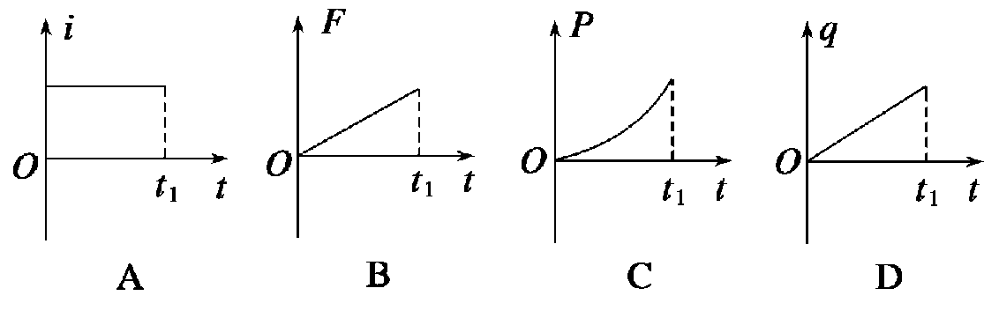 i F P q
O t₁ t O t₁ t O t₁ t O t₁ t
A B C D